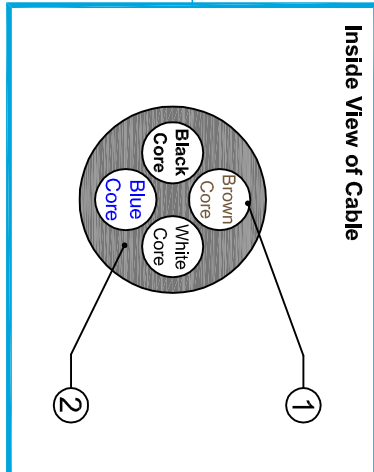 Inside View of Cable
Brown
Core
Black
Core
White
Core
Blue
Core
1
2